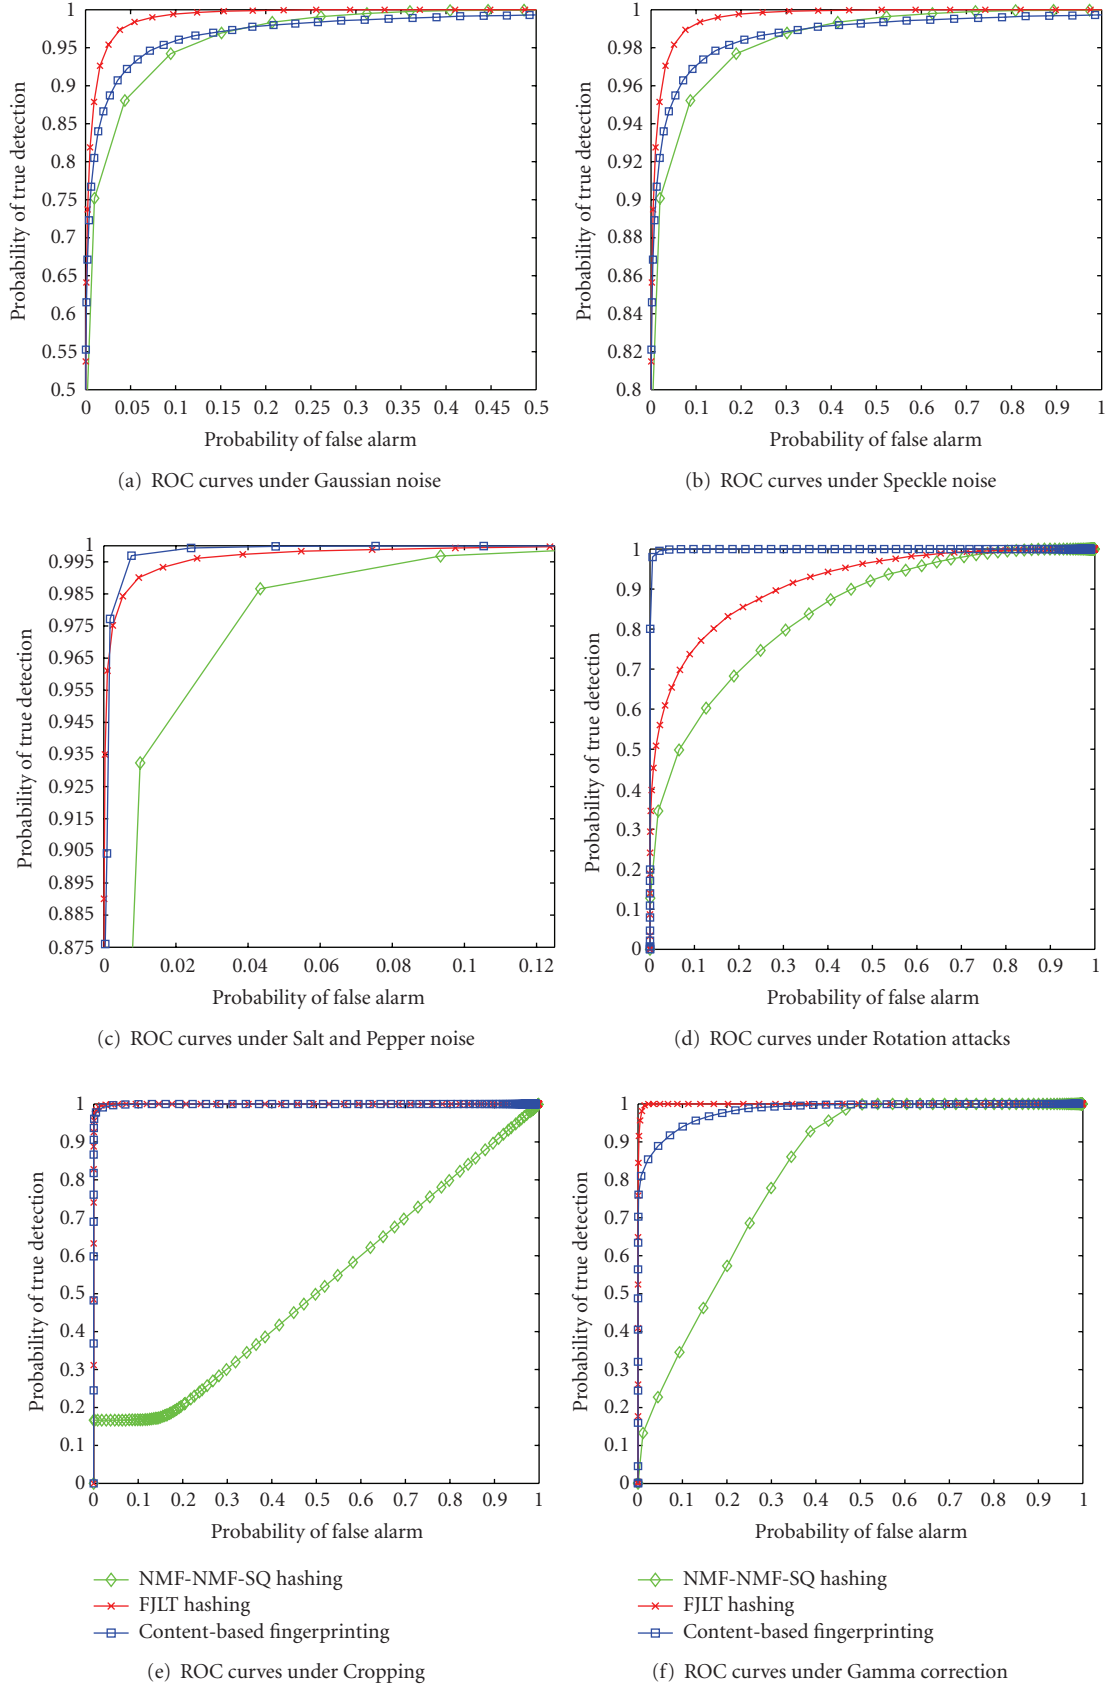 1
0.95
0.9
0.85
0.8
0.75
0.7
0.65
0.6
0.55
0.5
Probability of true detection
0 0.05 0.1 0.15 0.2 0.25 0.3 0.35 0.4 0.45 0.5
Probability of false alarm
(a) ROC curves under Gaussian noise
1
0.98
0.96
0.94
0.92
0.9
0.88
0.86
0.84
0.82
0.8
Probability of true detection
0 0.1 0.2 0.3 0.4 0.5 0.6 0.7 0.8 0.9 1
Probability of false alarm
(b) ROC curves under Speckle noise
1
0.995
0.985
0.975
0.965
0.955
0.945
0.935
0.925
0.915
0.905
0.895
0.885
0.875
Probability of true detection
0 0.02 0.04 0.06 0.08 0.1 0.12
Probability of false alarm
(c) ROC curves under Salt and Pepper noise
1
0.9
0.8
0.7
0.6
0.5
0.4
0.3
0.2
0.1
0
Probability of true detection
0 0.1 0.2 0.3 0.4 0.5 0.6 0.7 0.8 0.9 1
Probability of false alarm
(d) ROC curves under Rotation attacks
1
0.9
0.8
0.7
0.6
0.5
0.4
0.3
0.2
0.1
0
Probability of true detection
0 0.1 0.2 0.3 0.4 0.5 0.6 0.7 0.8 0.9 1
Probability of false alarm
NMF-NMF-SQ hashing
FJLT hashing
Content-based fingerprinting
(e) ROC curves under Cropping
1
0.9
0.8
0.7
0.6
0.5
0.4
0.3
0.2
0.1
0
Probability of true detection
0 0.1 0.2 0.3 0.4 0.5 0.6 0.7 0.8 0.9 1
Probability of false alarm
NMF-NMF-SQ hashing
FJLT hashing
Content-based fingerprinting
(f) ROC curves under Gamma correction